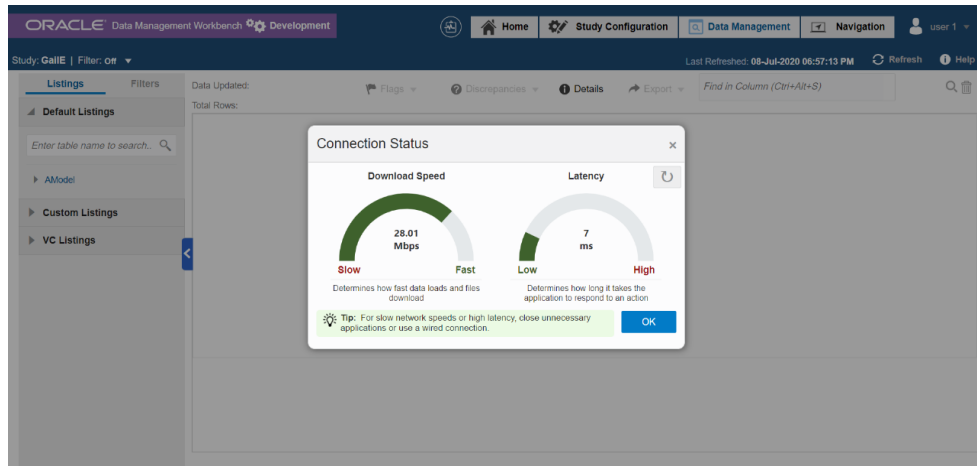 ORACLE Data Management Workbench Development
Home
Study Configuration
Data Management
Navigation
user 1
Study: GailE | Filter: Off
Last Refreshed: 08-Jul-2020 06:57:13 PM
Refresh
Help
Listings
Filters
Data Updated:
Flags
Discrepancies
Details
Export
Find in Column (Ctrl+Alt+S)
Total Rows:
Default Listings
Enter table name to search..
AModel
Custom Listings
VC Listings
Connection Status
Download Speed
28.01
Mbps
Slow
Fast
Determines how fast data loads and files
download
Latency
7
ms
Low
High
Determines how long it takes the
application to respond to an action
Tip: For slow network speeds or high latency, close unnecessary
applications or use a wired connection.
OK